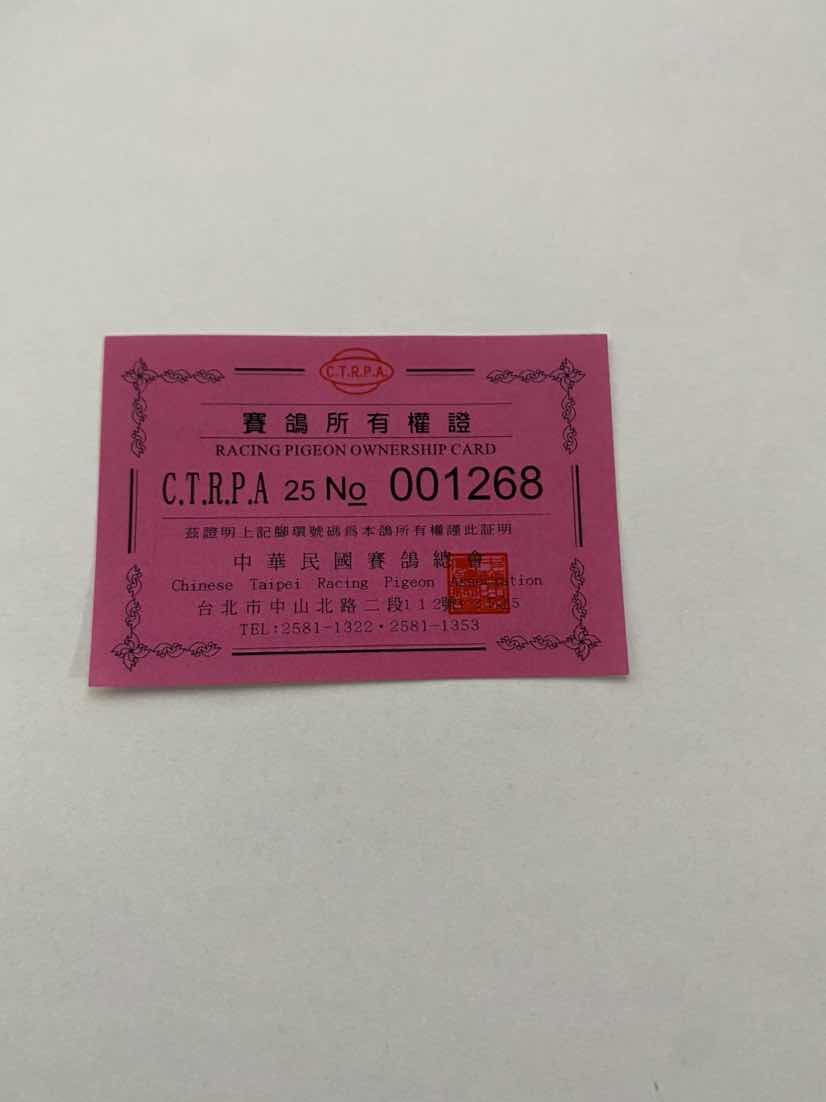 C.T.R.P.A.
賽鴿所有權證
RACING PIGEON OWNERSHIP CARD
C.T.R.P.A 25 No 001268
茲證明上記腳環號碼爲本鴿所有權謹此証明
中華民國賽鴿總會
Chinese Taipei Racing Pigeon Association
台北市中山北路二段112號
TEL:2581-1322·2581-1353